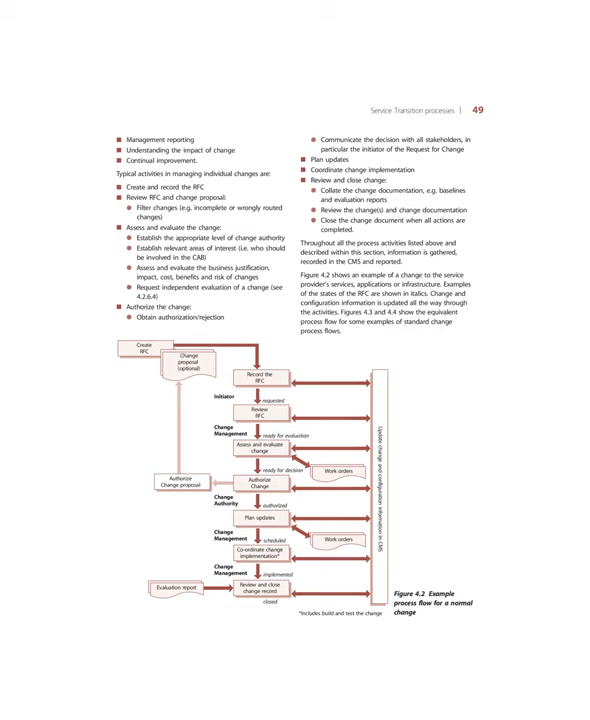 Service Transition processes | 49
■ Management reporting
■ Understanding the impact of change
■ Continual improvement.
Typical activities in managing individual changes are:
■ Create and record the RFC
■ Review RFC and change proposal:
● Filter changes (e.g. incomplete or wrongly routed
changes)
■ Assess and evaluate the change:
● Establish the appropriate level of change authority
● Establish relevant areas of interest (i.e. who should
be involved in the CAB)
● Assess and evaluate the business justification,
impact, cost, benefits and risk of changes
● Request independent evaluation of a change (see
4.2.6.4)
■ Authorize the change:
● Obtain authorization/rejection
● Communicate the decision with all stakeholders, in
particular the initiator of the Request for Change
■ Plan updates
■ Coordinate change implementation
■ Review and close change:
● Collate the change documentation, e.g. baselines
and evaluation reports
● Review the change(s) and change documentation
● Close the change document when all actions are
completed.
Throughout all the process activities listed above and
described within this section, information is gathered,
recorded in the CMS and reported.
Figure 4.2 shows an example of a change to the service
provider's services, applications or infrastructure. Examples
of the states of the RFC are shown in italics. Change and
configuration information is updated all the way through
the activities. Figures 4.3 and 4.4 show the equivalent
process flow for some examples of standard change
process flows.
Create
RFC
Change
proposal
(optional)
Record the
RFC
Initiator
requested
Review
RFC
Change
Management
ready for evaluation
Assess and evaluate
change
ready for decision
Work orders
Authorize
Change proposal
Authorize
Change
Change
Authority
authorized
Plan updates
Change
Management
scheduled
Work orders
Co-ordinate change
implementation*
Change
Management
implemented
Evaluation report
Review and close
change record
closed
Update change and configuration information in CMS
*Includes build and test the change
Figure 4.2 Example
process flow for a normal
change